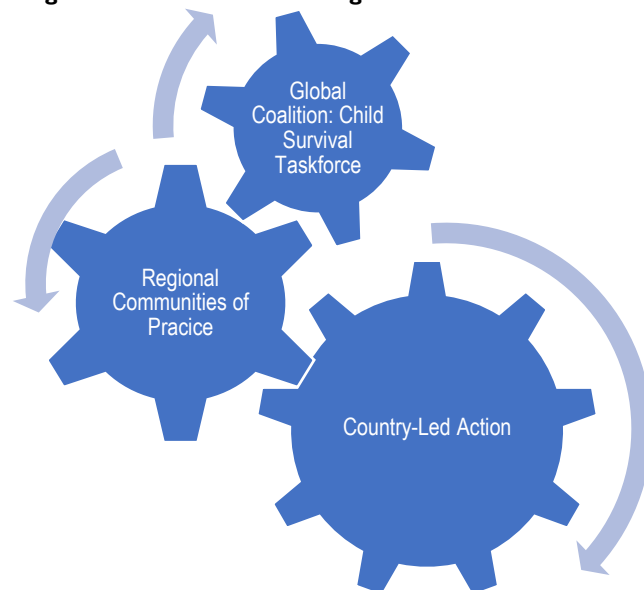 Global
Coalition: Child
Survival
Taskforce
Regional
Communities of
Pracice
Country-Led Action